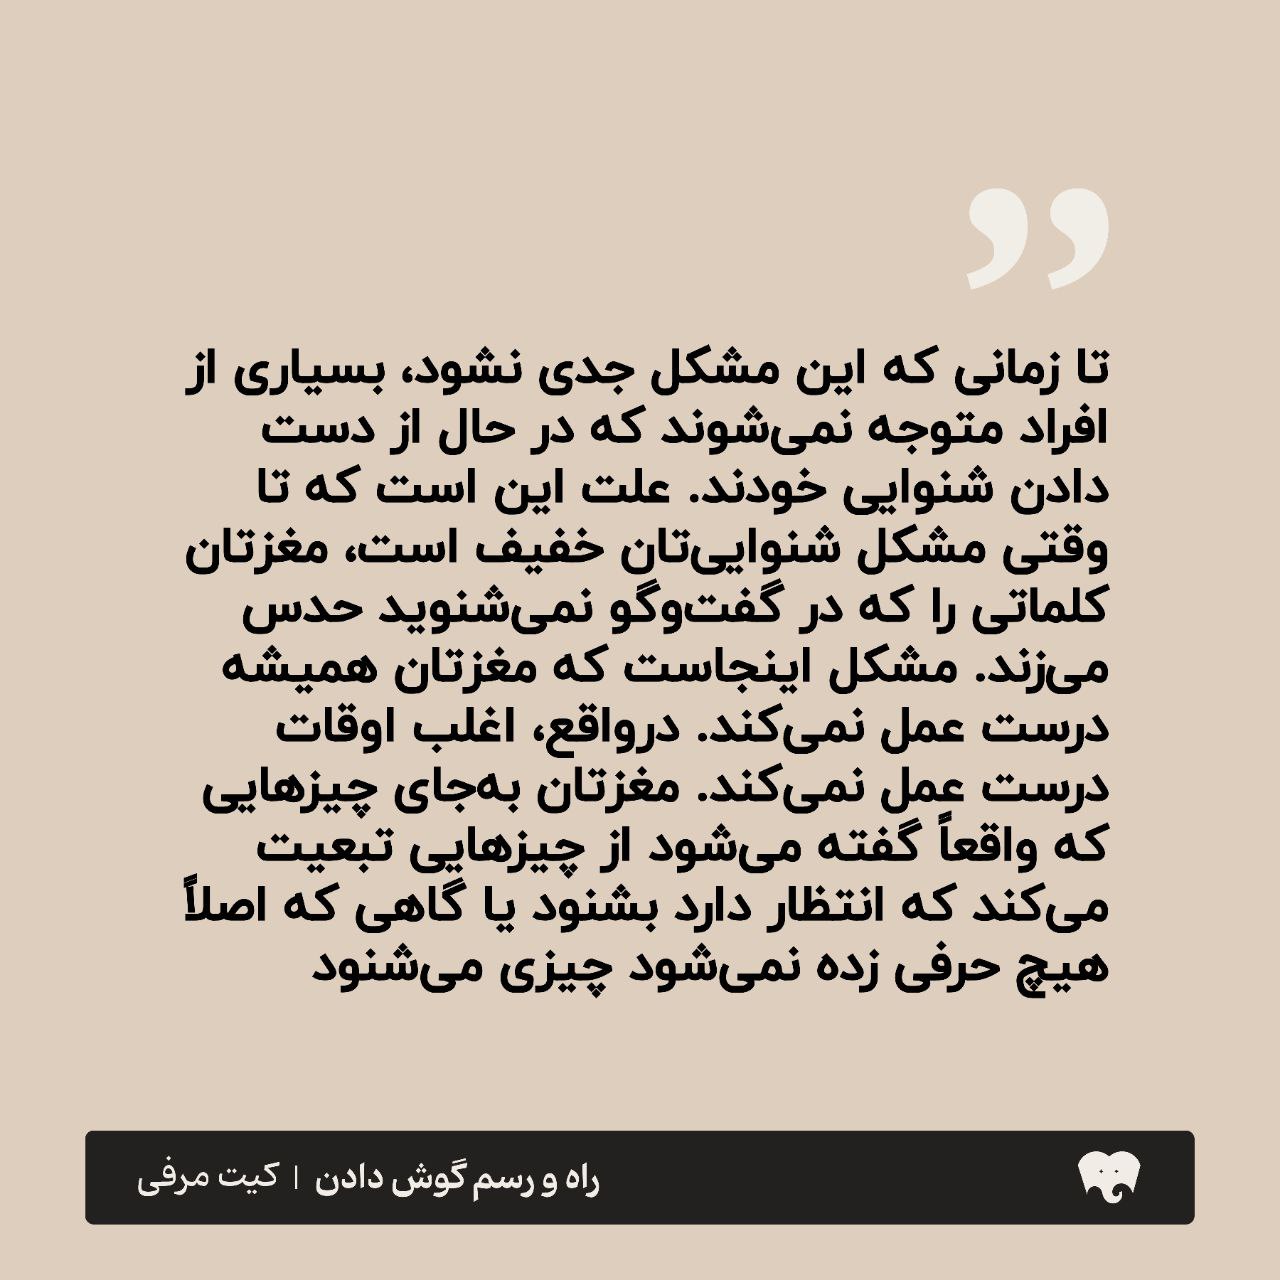 ”
تا زمانی که این مشکل جدی نشود، بسیاری از
افراد متوجه نمی‌شوند که در حال از دست
دادن شنوایی خودند. علت این است که تا
وقتی مشکل شنوایی‌تان خفیف است، مغزتان
کلماتی را که در گفت‌وگو نمی‌شنوید حدس
می‌زند. مشکل اینجاست که مغزتان همیشه
درست عمل نمی‌کند. درواقع، اغلب اوقات
درست عمل نمی‌کند. مغزتان به‌جای چیزهایی
که واقعاً گفته می‌شود از چیزهایی تبعیت
می‌کند که انتظار دارد بشنود یا گاهی که اصلاً
هیچ حرفی زده نمی‌شود چیزی می‌شنود
راه و رسم گوش دادن | کیت مرفی